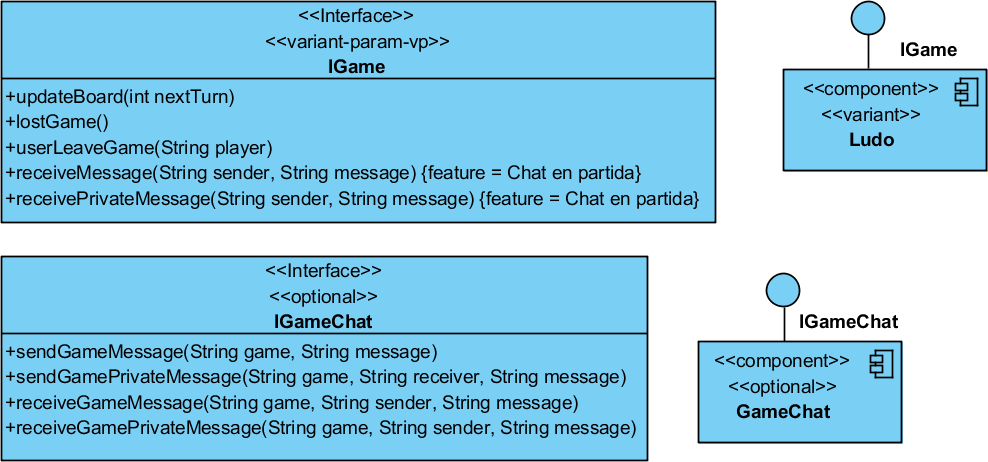 <<Interface>>
<<variant-param-vp>>
IGame
+updateBoard(int nextTurn)
+lostGame()
+userLeaveGame(String player)
+receiveMessage(String sender, String message) {feature = Chat en partida}
+receivePrivateMessage(String sender, String message) {feature = Chat en partida}
IGame
<<component>>
<<variant>>
Ludo
<<Interface>>
<<optional>>
IGameChat
+sendGameMessage(String game, String message)
+sendGamePrivateMessage(String game, String receiver, String message)
+receiveGameMessage(String game, String sender, String message)
+receiveGamePrivateMessage(String game, String sender, String message)
IGameChat
<<component>>
<<optional>>
GameChat